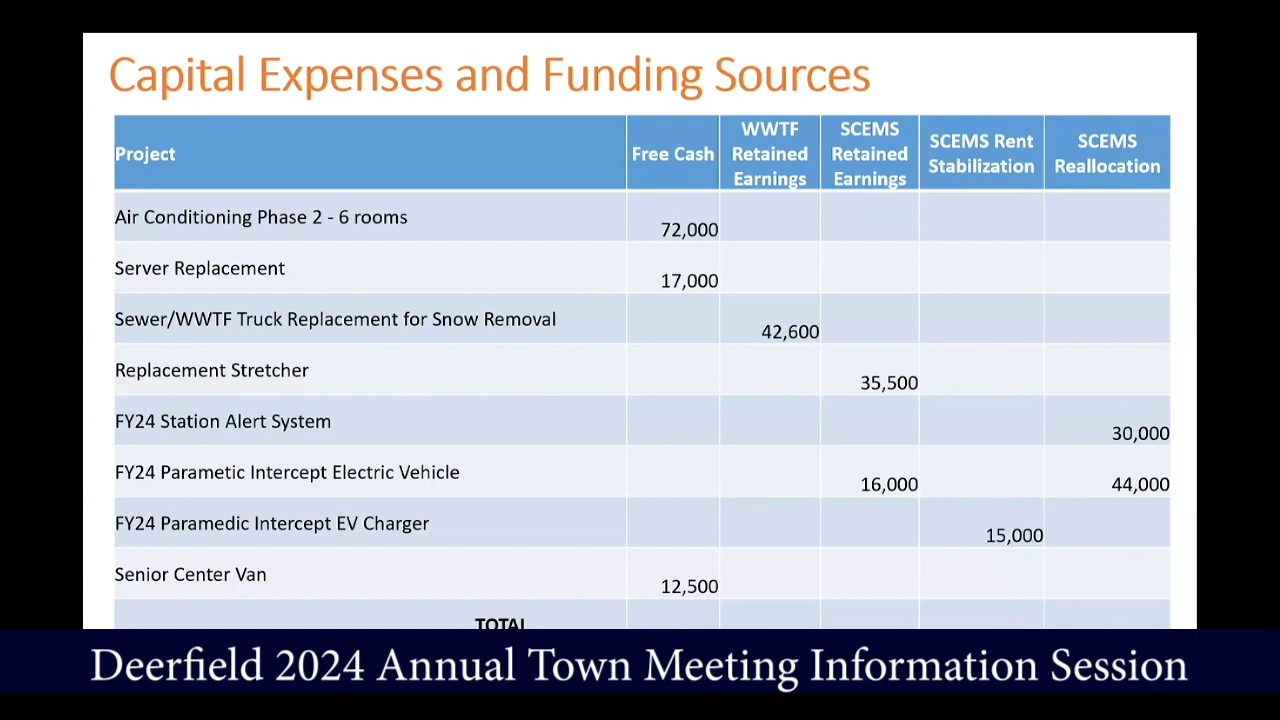 Capital Expenses and Funding Sources
Project Free Cash WWTF Retained Earnings SCEMS Retained Earnings SCEMS Rent Stabilization SCEMS Reallocation
Air Conditioning Phase 2 - 6 rooms 72,000
Server Replacement 17,000
Sewer/WWTF Truck Replacement for Snow Removal 42,600
Replacement Stretcher 35,500
FY24 Station Alert System 30,000
FY24 Parametic Intercept Electric Vehicle 16,000 44,000
FY24 Paramedic Intercept EV Charger 15,000
Senior Center Van 12,500
TOTAL
Deerfield 2024 Annual Town Meeting Information Session